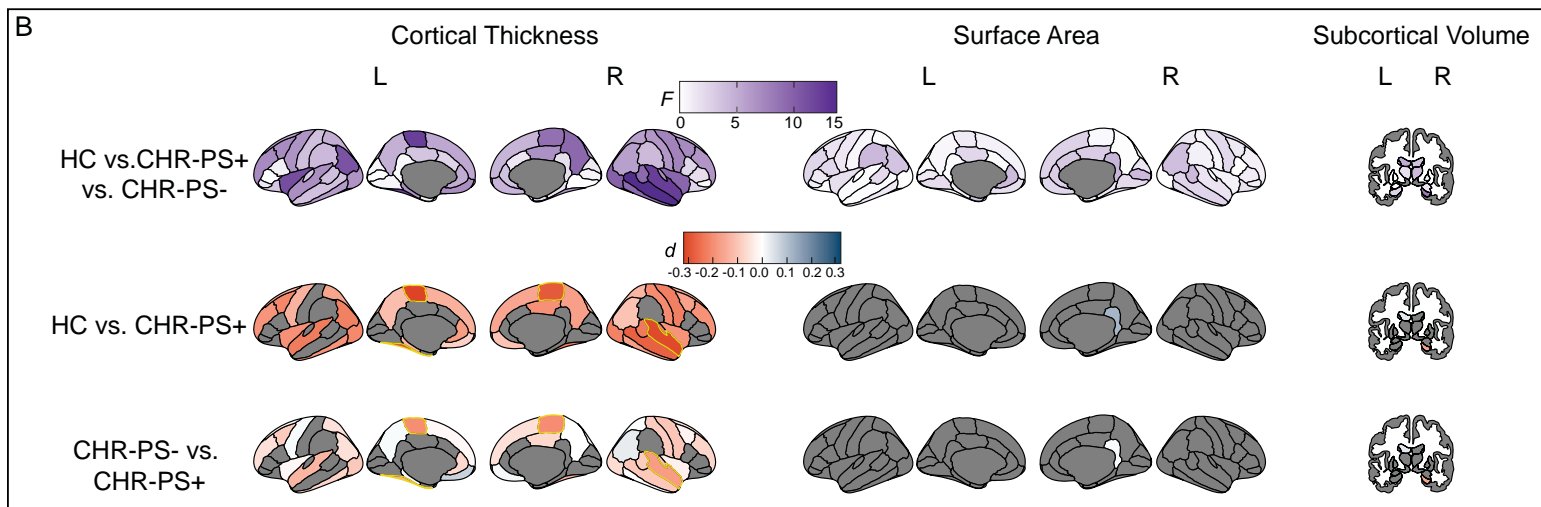 B
Cortical Thickness
Surface Area
Subcortical Volume
L
R
L
R
L
R
F
0
5
10
15
HC vs.CHR-PS+
vs. CHR-PS-
d
-0.3
-0.2
-0.1
0.0
0.1
0.2
0.3
HC vs. CHR-PS+
CHR-PS- vs.
CHR-PS+